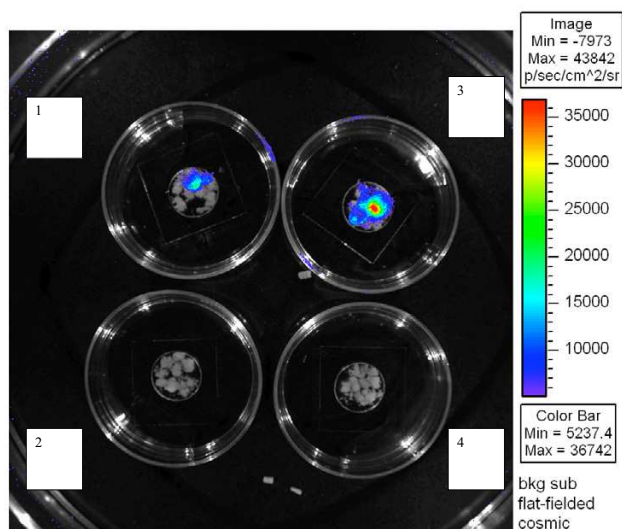 1
3
2
4
Image
Min = -7973
Max = 43842
p/sec/cm^2/sr
35000
30000
25000
20000
15000
10000
Color Bar
Min = 5237.4
Max = 36742
bkg sub
flat-fielded
cosmic